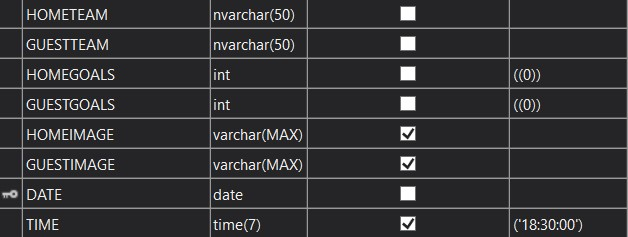 HOMETEAM nvarchar(50)
GUESTTEAM nvarchar(50)
HOMEGOALS int ((0))
GUESTGOALS int ((0))
HOMEIMAGE varchar(MAX)
GUESTIMAGE varchar(MAX)
DATE date
TIME time(7) ('18:30:00')